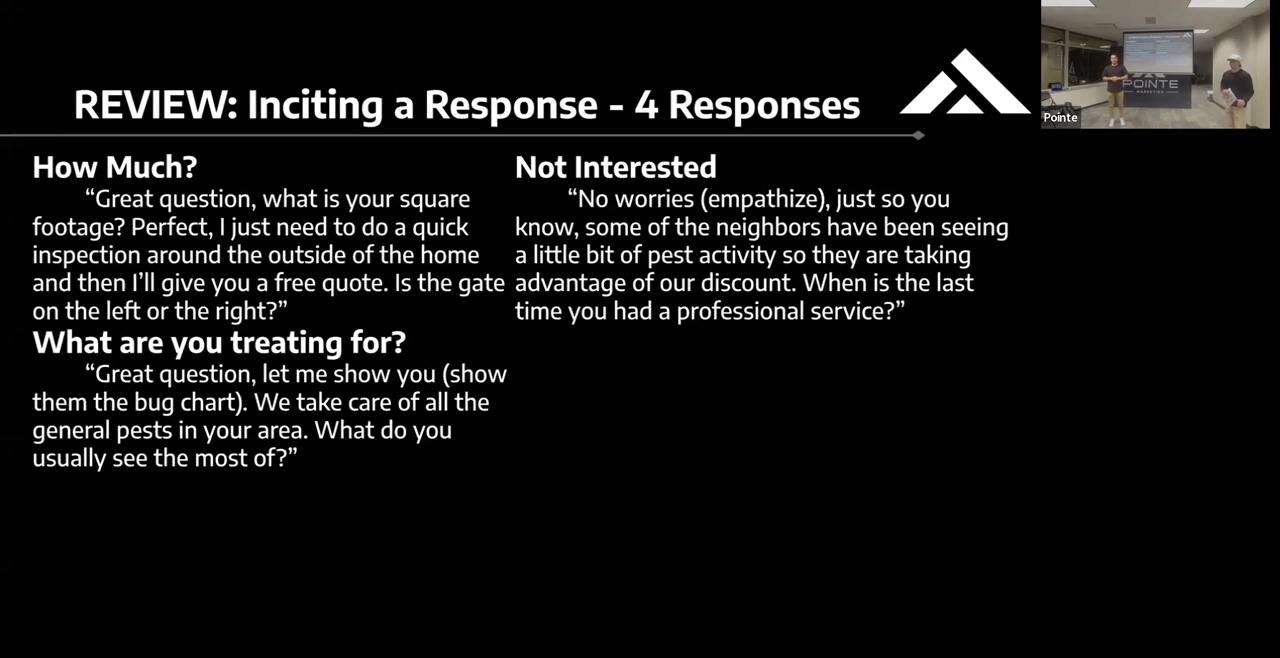 REVIEW: Inciting a Response - 4 Responses
How Much?
“Great question, what is your square
footage? Perfect, I just need to do a quick
inspection around the outside of the home
and then I’ll give you a free quote. Is the gate
on the left or the right?”
What are you treating for?
“Great question, let me show you (show
them the bug chart). We take care of all the
general pests in your area. What do you
usually see the most of?”
Not Interested
“No worries (empathize), just so you
know, some of the neighbors have been seeing
a little bit of pest activity so they are taking
advantage of our discount. When is the last
time you had a professional service?”
POINTE
MARKETING
Pointe